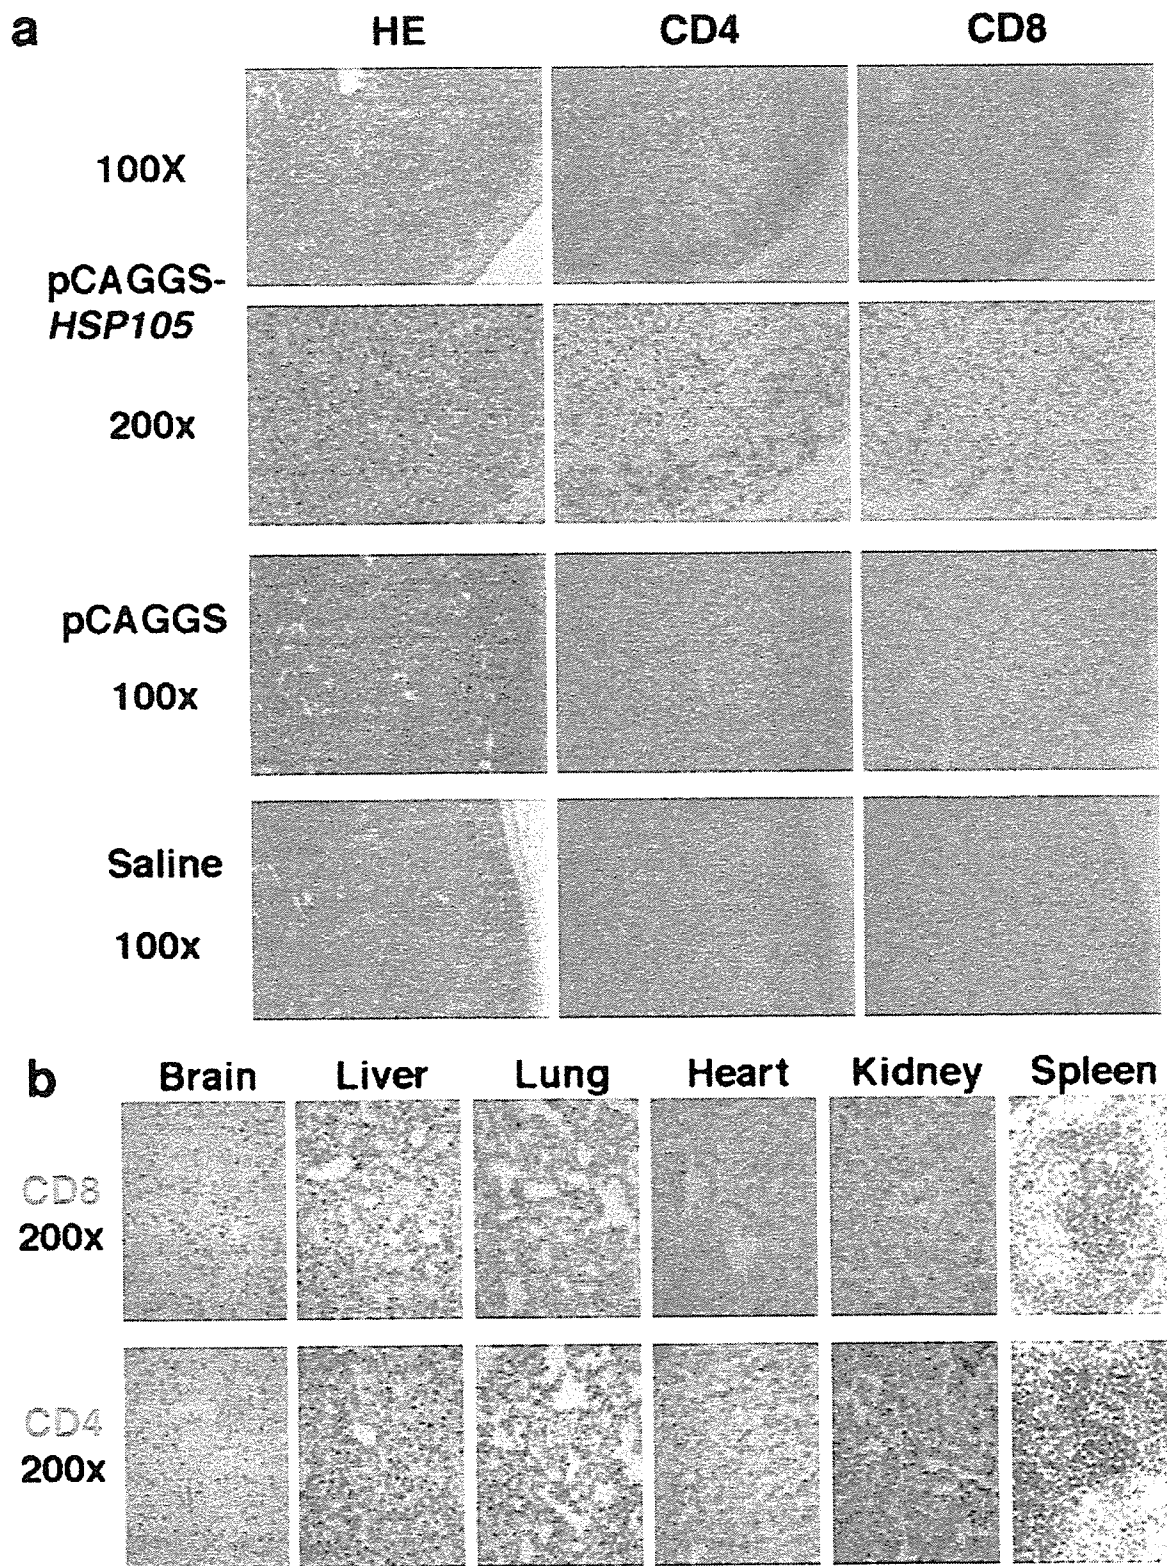 a
HE CD4 CD8
100X
pCAGGS-
HSP105
200x
pCAGGS
100x
Saline
100x
b
Brain Liver Lung Heart Kidney Spleen
CD8
200x
CD4
200x